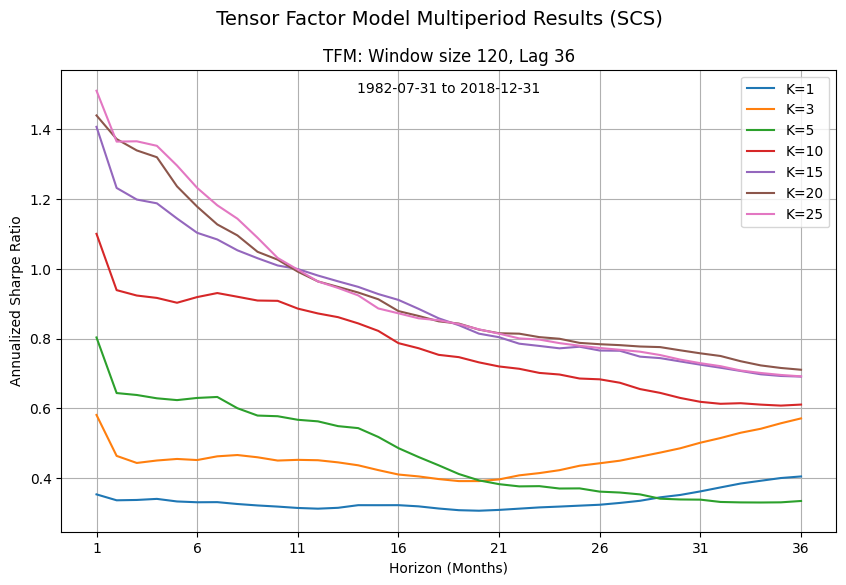 Tensor Factor Model Multiperiod Results (SCS)
TFM: Window size 120, Lag 36
1982-07-31 to 2018-12-31
K=1
K=3
K=5
K=10
K=15
K=20
K=25
Annualized Sharpe Ratio
1.4
1.2
1.0
0.8
0.6
0.4
1 6 11 16 21 26 31 36
Horizon (Months)